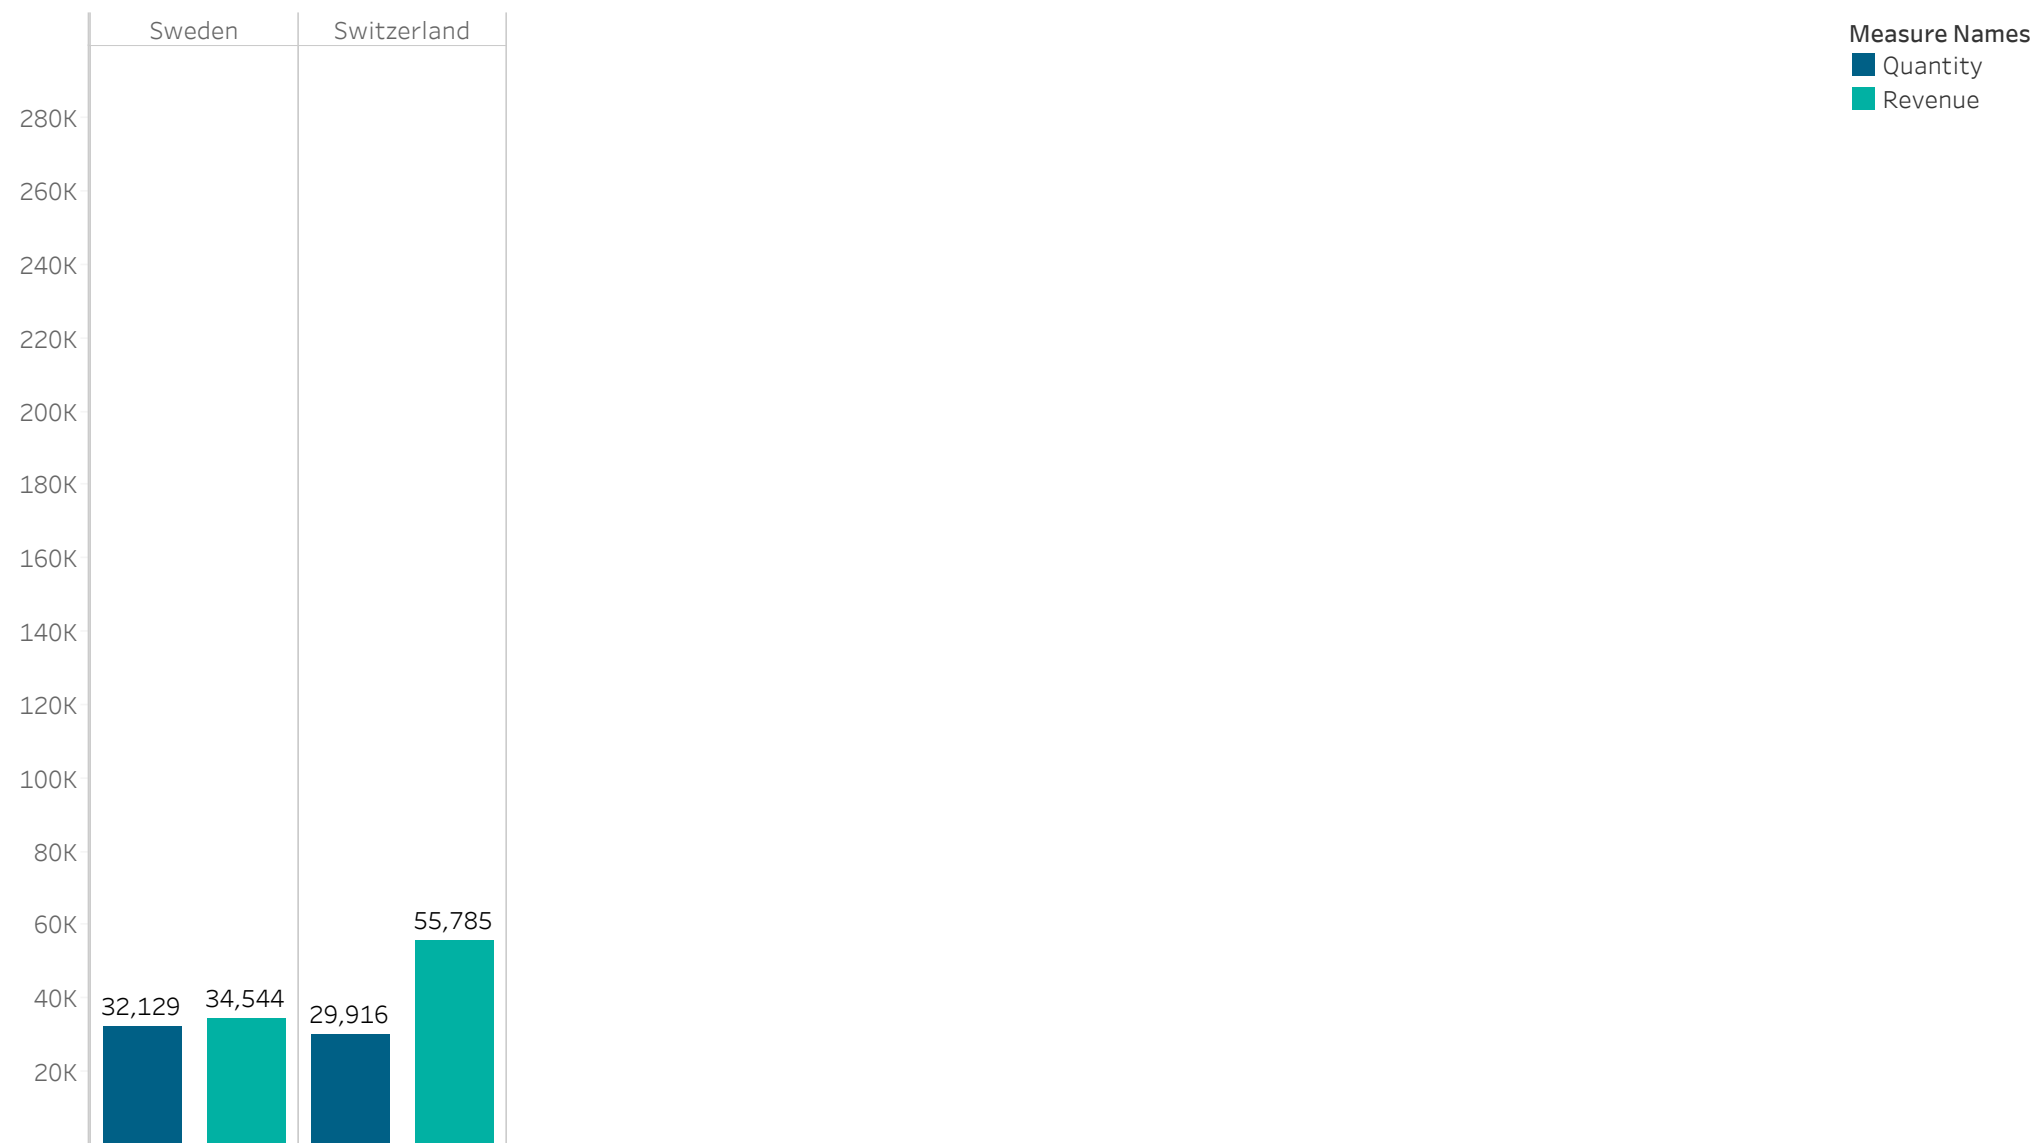 Sweden Switzerland
Measure Names
Quantity
Revenue
280K
260K
240K
220K
200K
180K
160K
140K
120K
100K
80K
60K
40K
20K
32,129 34,544 29,916 55,785